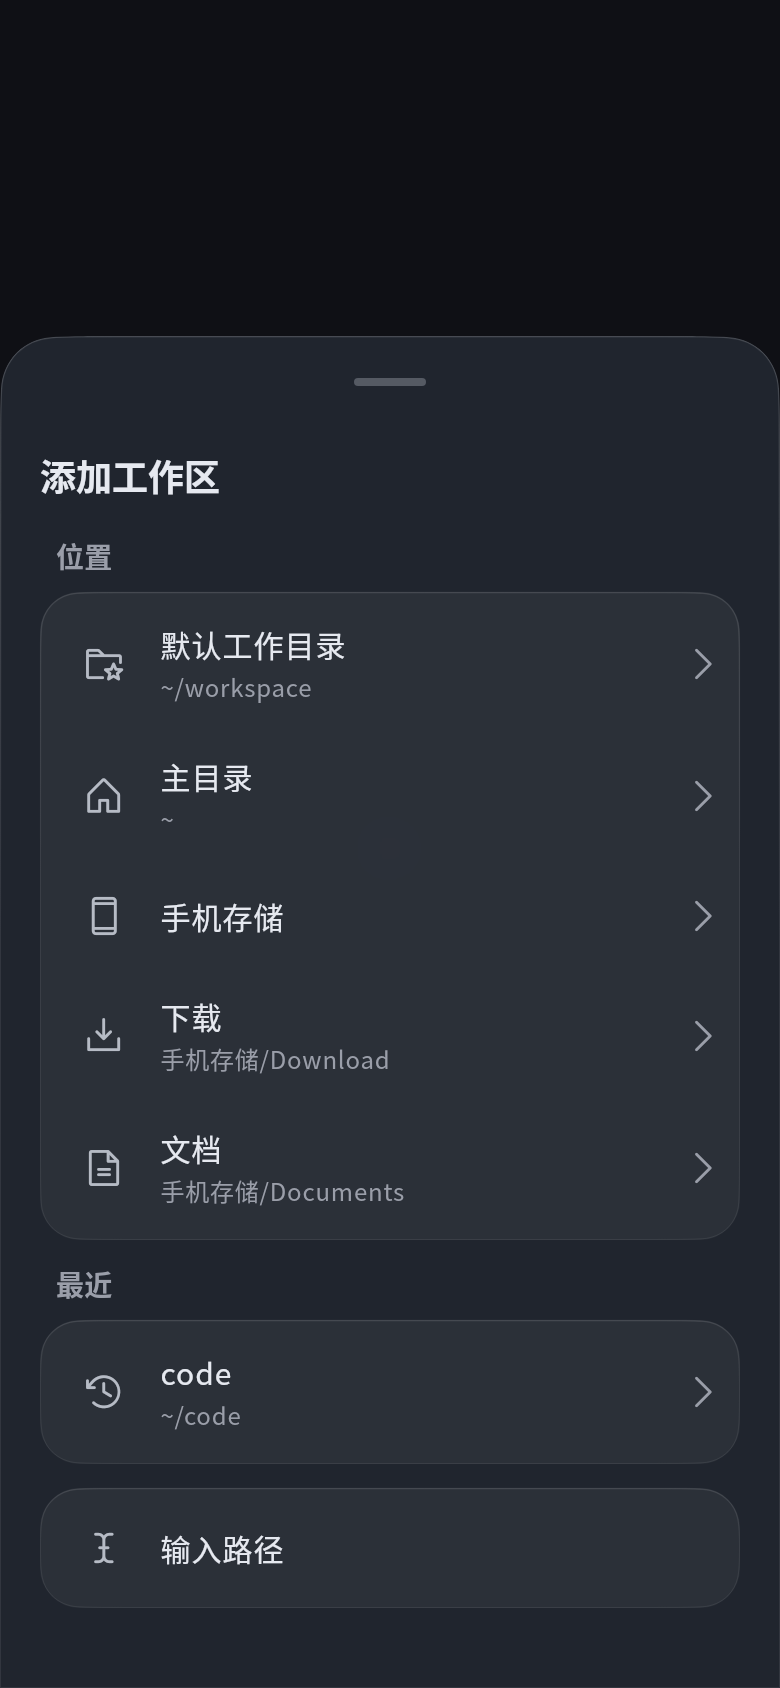 添加工作区
位置
默认工作目录
~/workspace
主目录
~
手机存储
下载
手机存储/Download
文档
手机存储/Documents
最近
code
~/code
输入路径